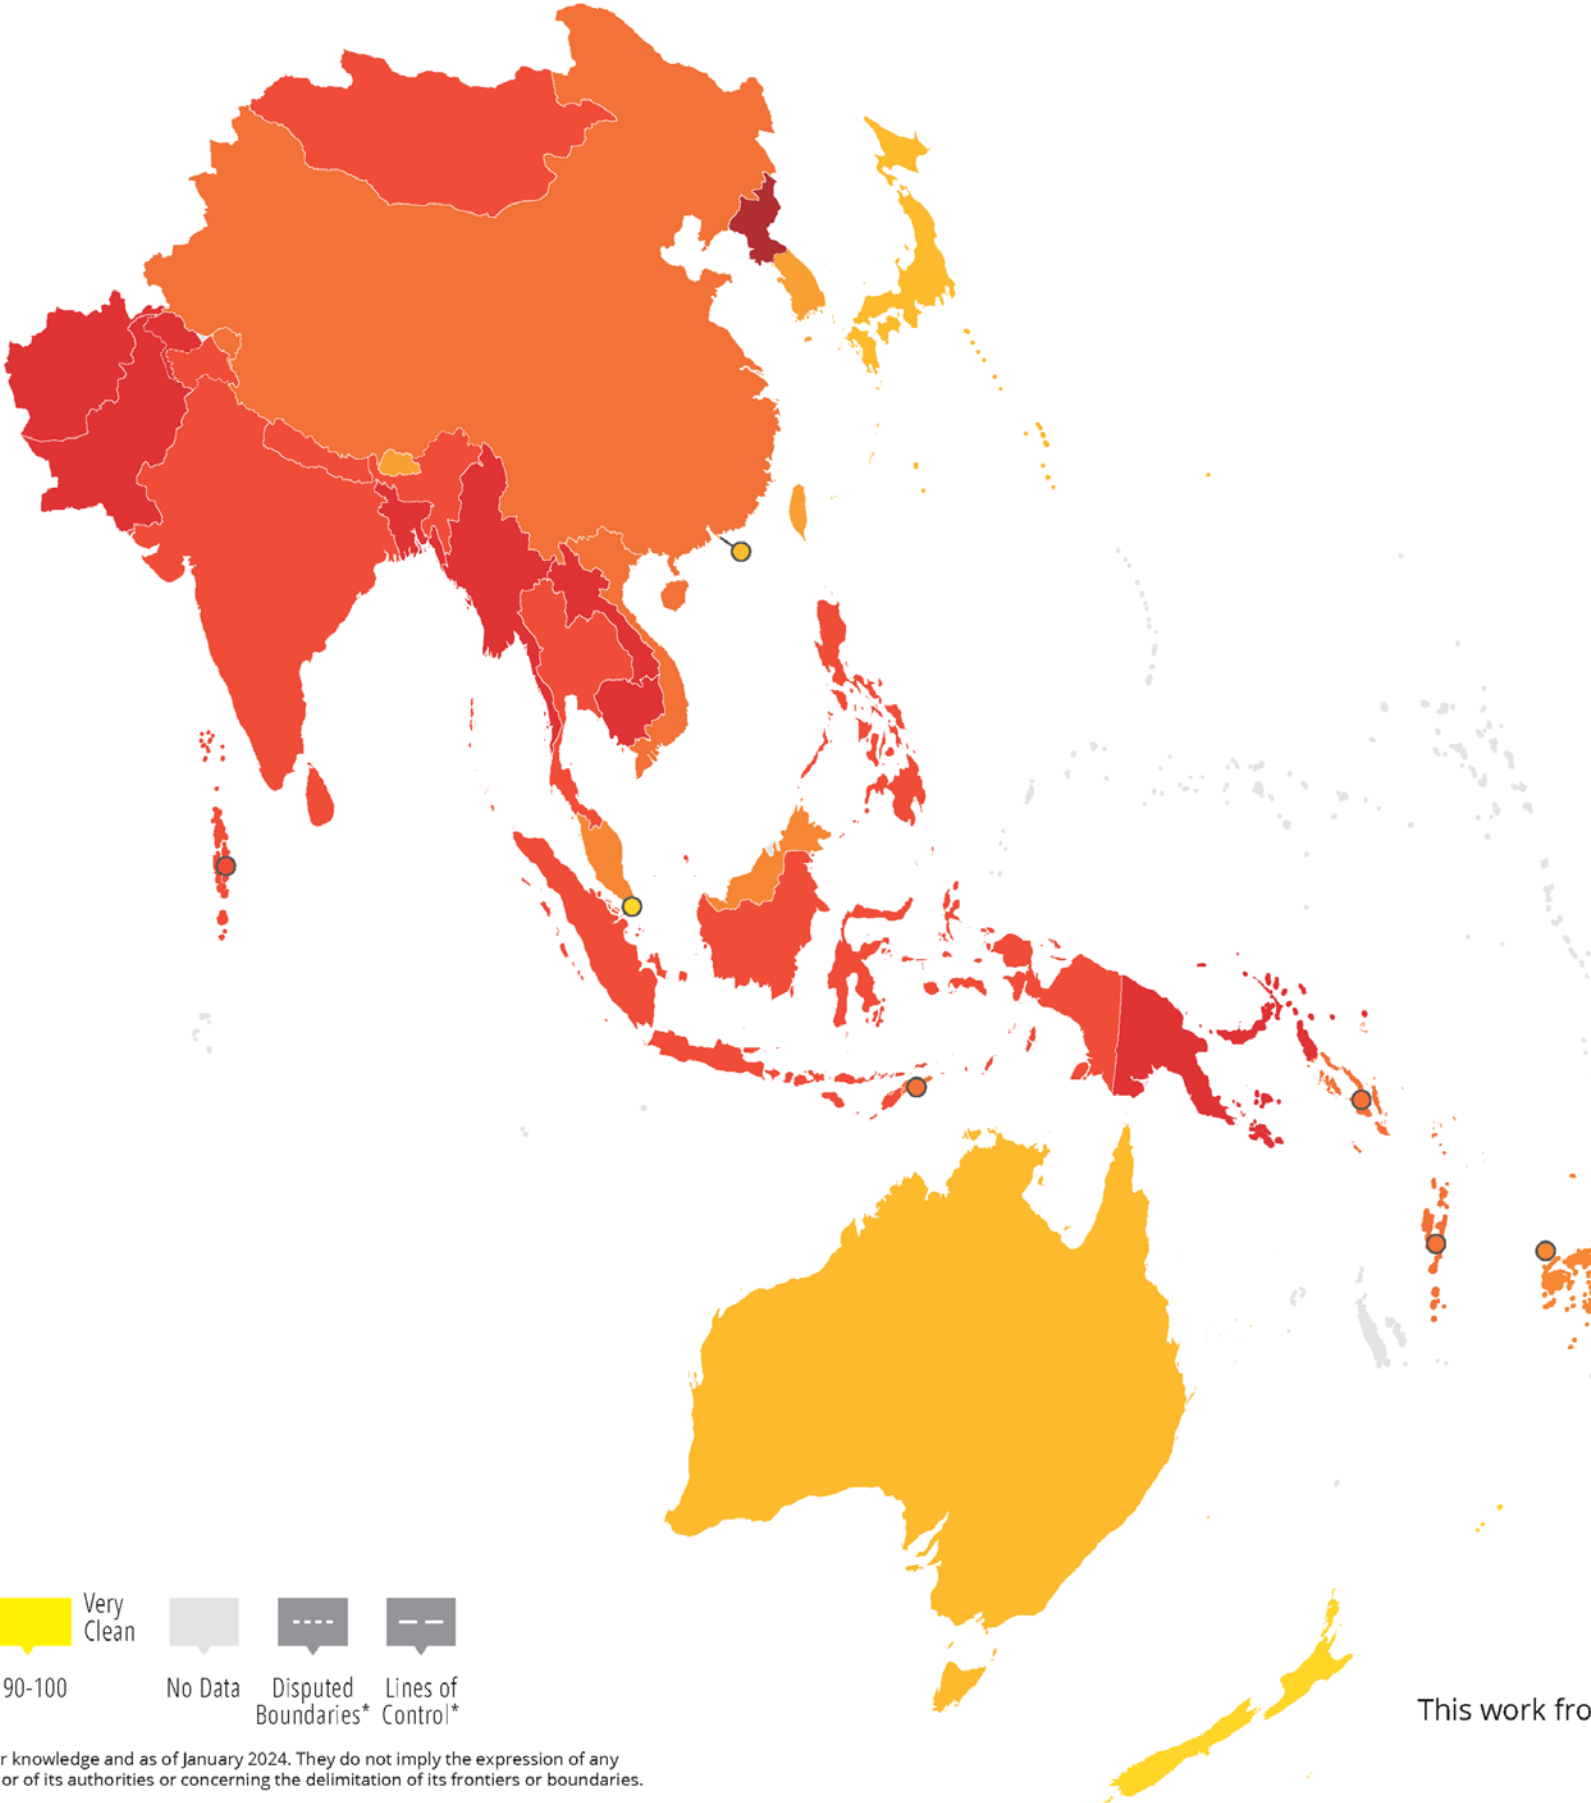 Very
Clean
90-100
No Data
Disputed
Boundaries*
Lines of
Control*
This work fro
r knowledge and as of January 2024. They do not imply the expression of any
or of its authorities or concerning the delimitation of its frontiers or boundaries.